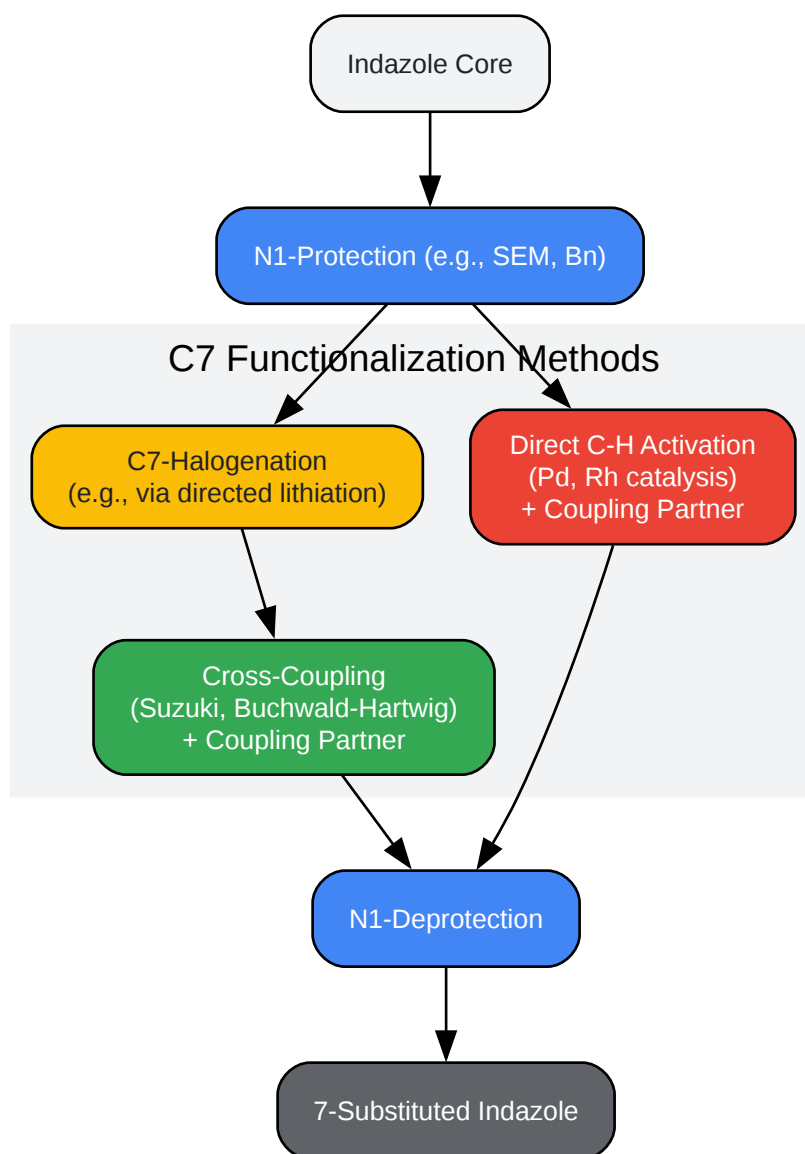 Indazole Core
N1-Protection (e.g., SEM, Bn)
C7 Functionalization Methods
C7-Halogenation
(e.g., via directed lithiation)
Direct C-H Activation
(Pd, Rh catalysis)
+ Coupling Partner
Cross-Coupling
(Suzuki, Buchwald-Hartwig)
+ Coupling Partner
N1-Deprotection
7-Substituted Indazole